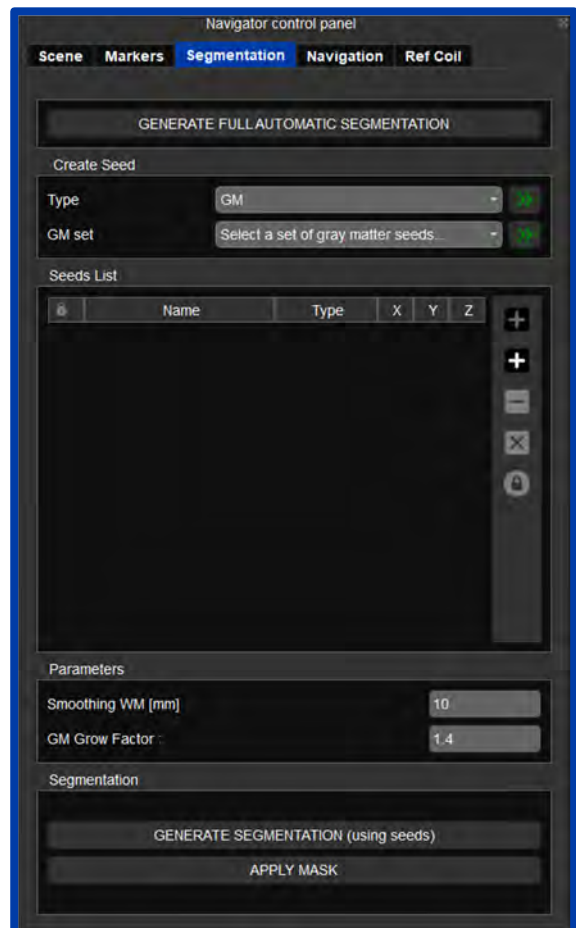 Navigator control panel
Scene Markers Segmentation Navigation Ref Coil
GENERATE FULL AUTOMATIC SEGMENTATION
Create Seed
Type GM
GM set Select a set of gray matter seeds...
Seeds List
Name Type X Y Z
Parameters
Smoothing WM [mm] 10
GM Grow Factor : 1.4
Segmentation
GENERATE SEGMENTATION (using seeds)
APPLY MASK